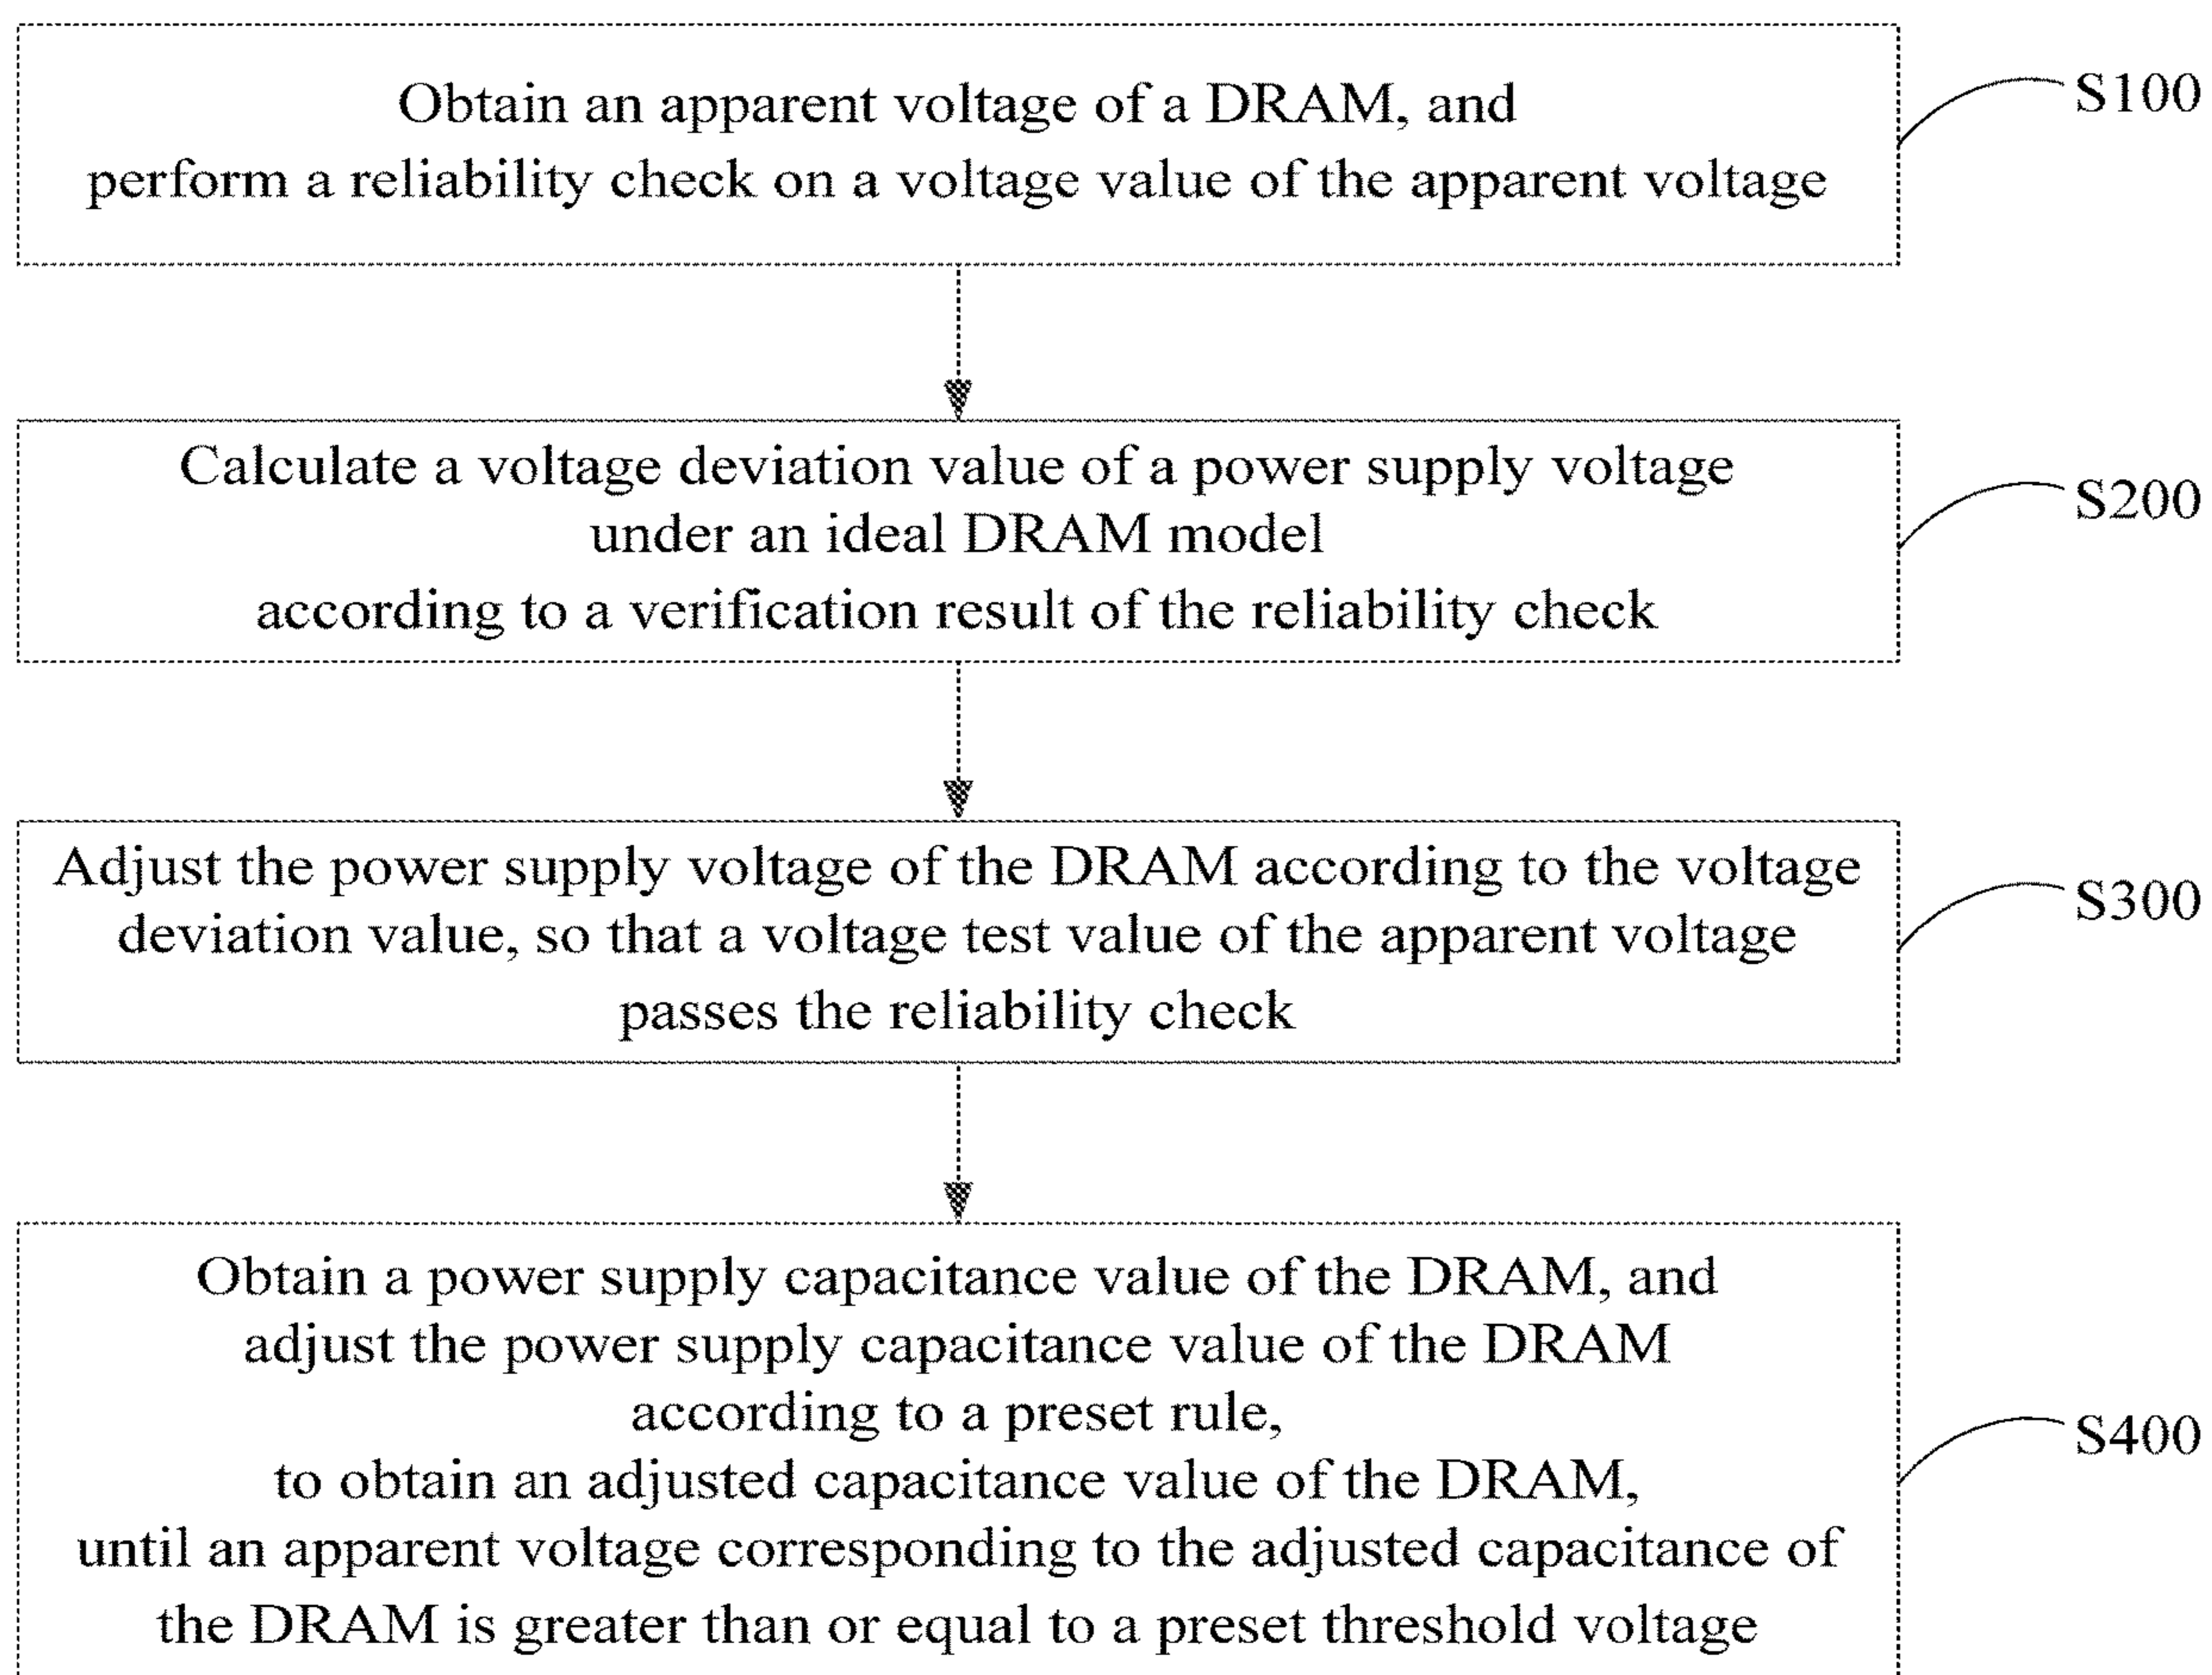 Obtain an apparent voltage of a DRAM, and
perform a reliability check on a voltage value of the apparent voltage
S100
Calculate a voltage deviation value of a power supply voltage
under an ideal DRAM model
according to a verification result of the reliability check
S200
Adjust the power supply voltage of the DRAM according to the voltage
deviation value, so that a voltage test value of the apparent voltage
passes the reliability check
S300
Obtain a power supply capacitance value of the DRAM, and
adjust the power supply capacitance value of the DRAM
according to a preset rule,
to obtain an adjusted capacitance value of the DRAM,
until an apparent voltage corresponding to the adjusted capacitance of
the DRAM is greater than or equal to a preset threshold voltage
S400